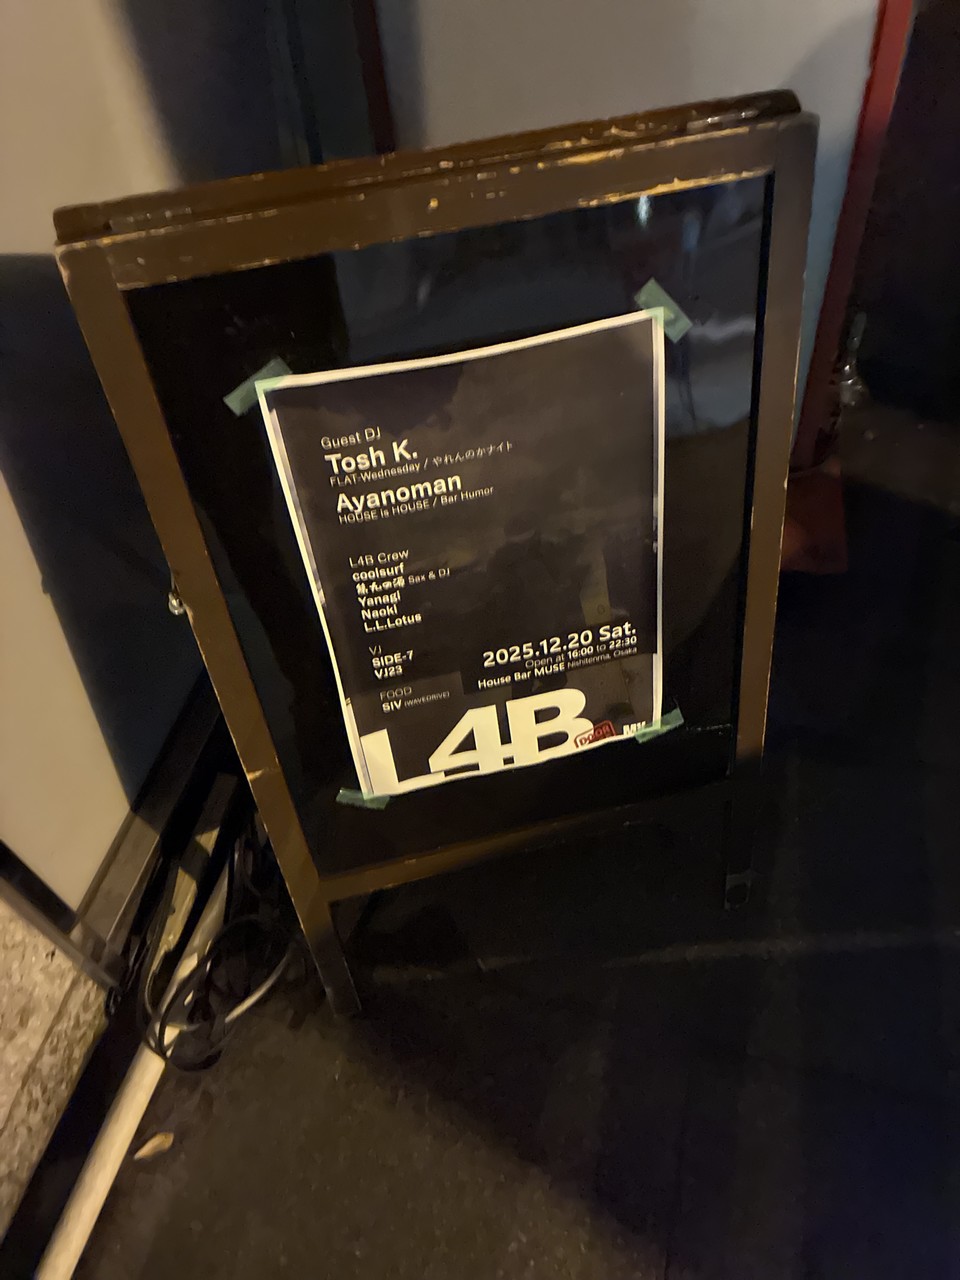 Guest DJ
Tosh K.
FLAT-Wednesday / やれんのかナイト
Ayanoman
HOUSE is HOUSE / Bar Humor
L4B Crew
coolsurf
Sax & DJ
Yanagi
Naoki
L.L.Lotus
VJ
SIDE-7
VJ23
FOOD
SIV (WAVEDRIVE)
2025.12.20 Sat.
Open at 16:00 to 22:30
House Bar MUSE Nishitenma, Osaka
L4B
DOOR